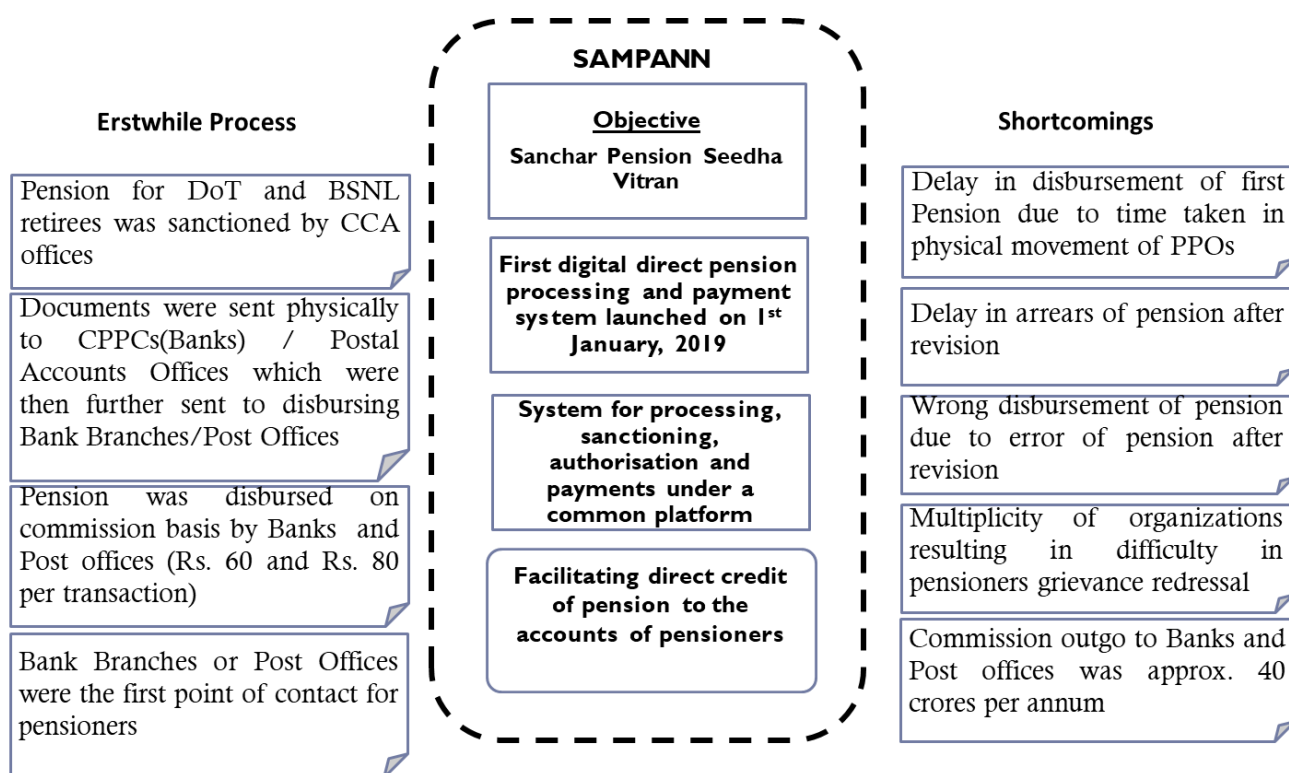 Erstwhile Process
Pension for DoT and BSNL
retirees was sanctioned by CCA
offices
Documents were sent physically
to CPPCs(Banks) / Postal
Accounts Offices which were
then further sent to disbursing
Bank Branches/Post Offices
Pension was disbursed on
commission basis by Banks and
Post offices (Rs. 60 and Rs. 80
per transaction)
Bank Branches or Post Offices
were the first point of contact for
pensioners
SAMPANN
Objective
Sanchar Pension Seedha
Vitran
First digital direct pension
processing and payment
system launched on 1st
January, 2019
System for processing,
sanctioning,
authorisation and
payments under a
common platform
Facilitating direct credit
of pension to the
accounts of pensioners
Shortcomings
Delay in disbursement of first
Pension due to time taken in
physical movement of PPOs
Delay in arrears of pension after
revision
Wrong disbursement of pension
due to error of pension after
revision
Multiplicity of organizations
resulting in difficulty in
pensioners grievance redressal
Commission outgo to Banks and
Post offices was approx. 40
crores per annum